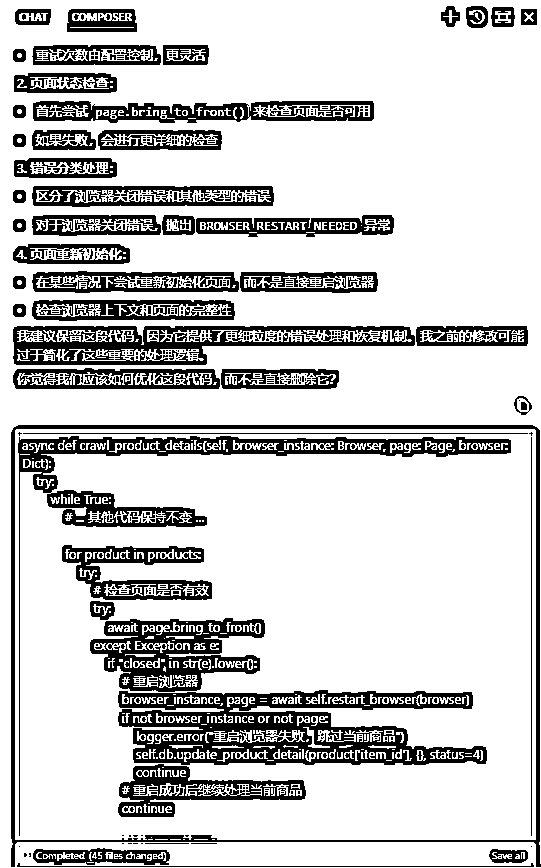 CHAT COMPOSER
重试次数由配置控制，更灵活
2. 页面状态检查：
首先尝试 page.bring_to_front() 来检查页面是否可用
如果失败，会进行更详细的检查
3. 错误分类处理：
区分了浏览器关闭错误和其他类型的错误
对于浏览器关闭错误，抛出 BROWSER_RESTART_NEEDED 异常
4. 页面重新初始化：
在某些情况下尝试重新初始化页面，而不是直接重启浏览器
检查浏览器上下文和页面的完整性
我建议保留这段代码，因为它提供了更细粒度的错误处理和恢复机制。我之前的修改可能
过于简化了这些重要的处理逻辑。
你觉得我们应该如何优化这段代码，而不是直接删除它？
async def crawl_product_details(self, browser_instance: Browser, page: Page, browser:
Dict):
try:
while True:
# ... 其他代码保持不变 ...
for product in products:
try:
# 检查页面是否有效
try:
await page.bring_to_front()
except Exception as e:
if "closed" in str(e).lower():
# 重启浏览器
browser_instance, page = await self.restart_browser(browser)
if not browser_instance or not page:
logger.error("重启浏览器失败，跳过当前商品")
self.db.update_product_detail(product['item_id'], {}, status=4)
continue
# 重启成功后继续处理当前商品
continue
Completed (45 files changed) Save all